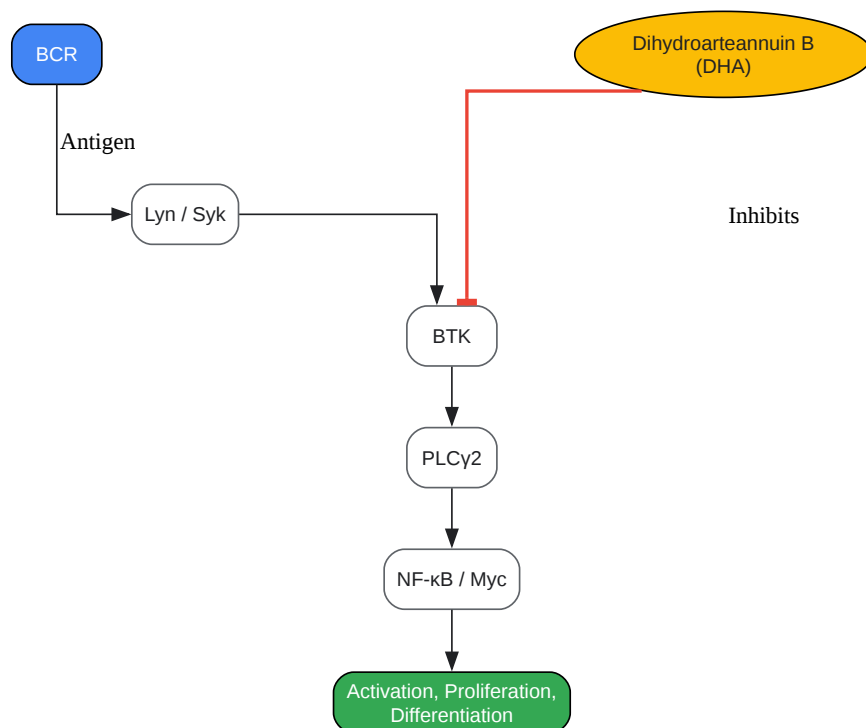 BCR
Dihydroarteannuin B
(DHA)
Antigen
Lyn / Syk
Inhibits
BTK
PLCγ2
NF-κB / Myc
Activation, Proliferation,
Differentiation